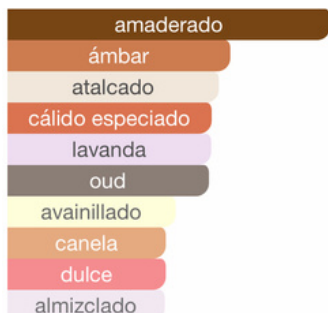 amaderado
ámbar
atalcado
cálido especiado
lavanda
oud
avainillado
canela
dulce
almizclado